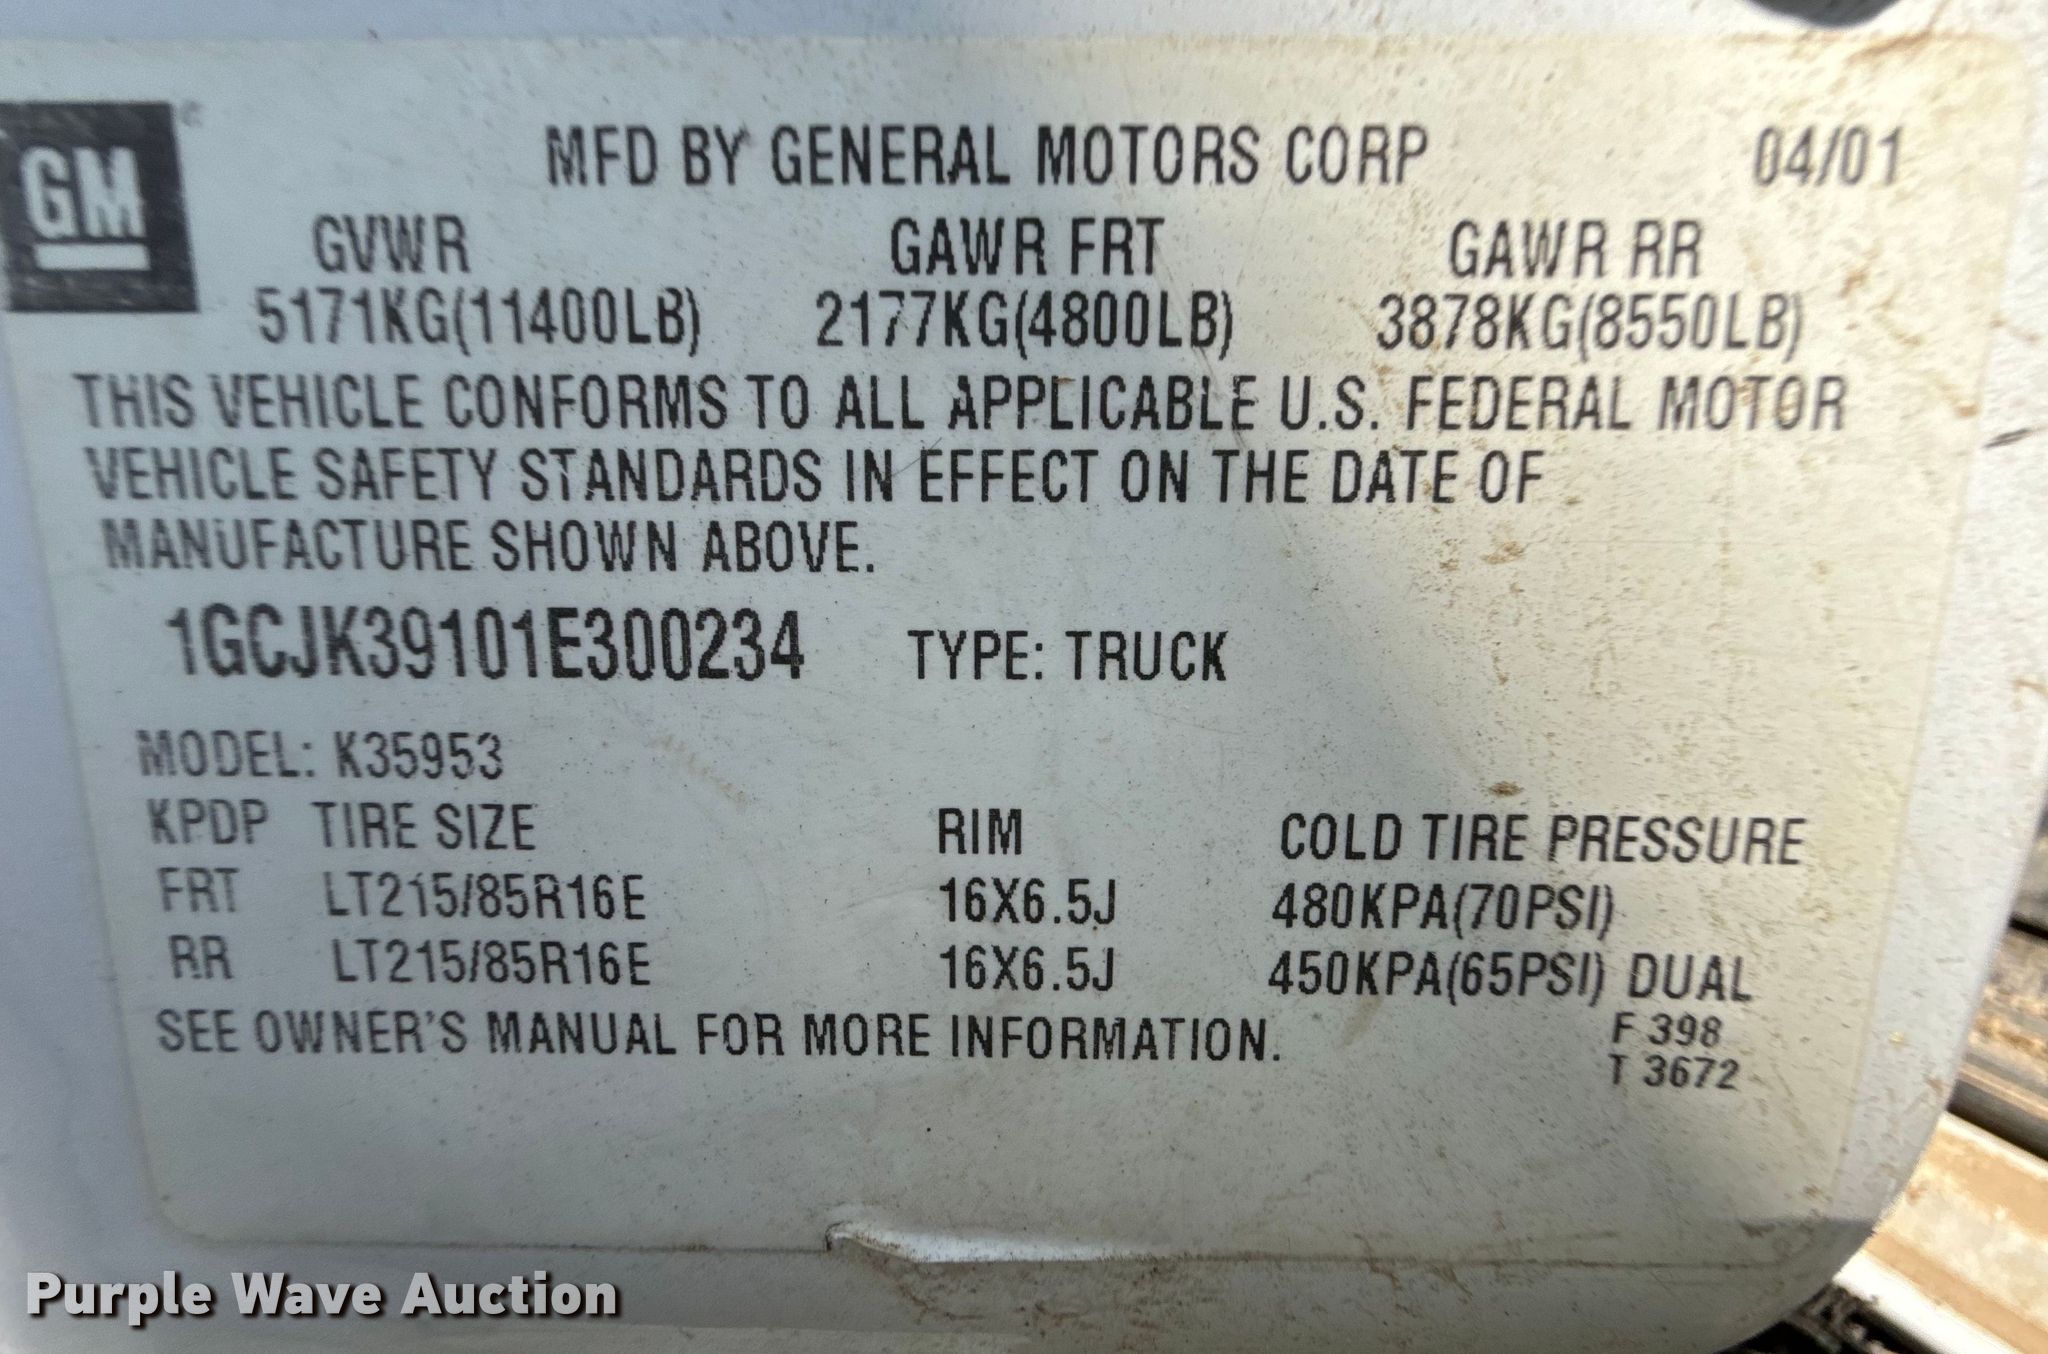 GM
MFD BY GENERAL MOTORS CORP 04/01
GVWR GAWR FRT GAWR RR
5171KG(11400LB) 2177KG(4800LB) 3878KG(8550LB)
THIS VEHICLE CONFORMS TO ALL APPLICABLE U.S. FEDERAL MOTOR
VEHICLE SAFETY STANDARDS IN EFFECT ON THE DATE OF
MANUFACTURE SHOWN ABOVE.
1GCJK39101E300234 TYPE: TRUCK
MODEL: K35953
KPDP TIRE SIZE RIM COLD TIRE PRESSURE
FRT LT215/85R16E 16X6.5J 480KPA(70PSI)
RR LT215/85R16E 16X6.5J 450KPA(65PSI) DUAL
SEE OWNER'S MANUAL FOR MORE INFORMATION. F 398
T 3672
Purple Wave Auction